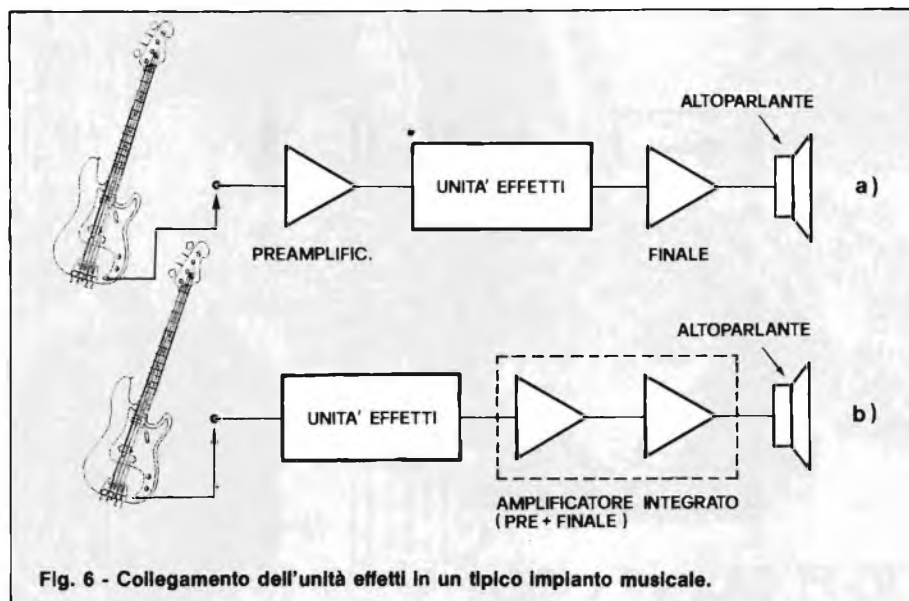 ALTOPARLANTE
UNITA' EFFETTI
a)
PREAMPLIFIC.
FINALE
ALTOPARLANTE
UNITA' EFFETTI
b)
AMPLIFICATORE INTEGRATO
(PRE + FINALE)
Fig. 6 - Collegamento dell'unità effetti in un tipico impianto musicale.